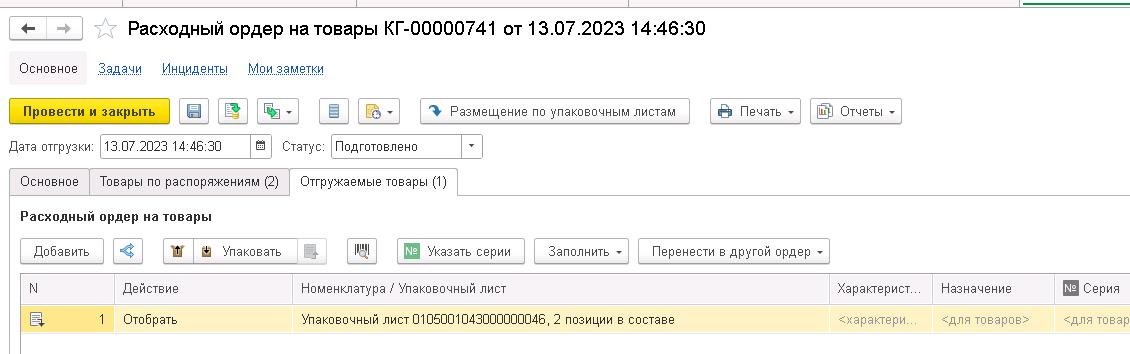 Расходный ордер на товары КГ-00000741 от 13.07.2023 14:46:30
Основное Задачи Инциденты Мои заметки
Провести и закрыть Размещение по упаковочным листам Печать Отчеты
Дата отгрузки: 13.07.2023 14:46:30 Статус: Подготовлено
Основное Товары по распоряжениям (2) Отгружаемые товары (1)
Расходный ордер на товары
Добавить Упаковать № Указать серии Заполнить Перенести в другой ордер
N Действие Номенклатура / Упаковочный лист Характерист... Назначение № Серия
1 Отобрать Упаковочный лист 0105001043000000046, 2 позиции в составе <характери... <для товаров> <для товар